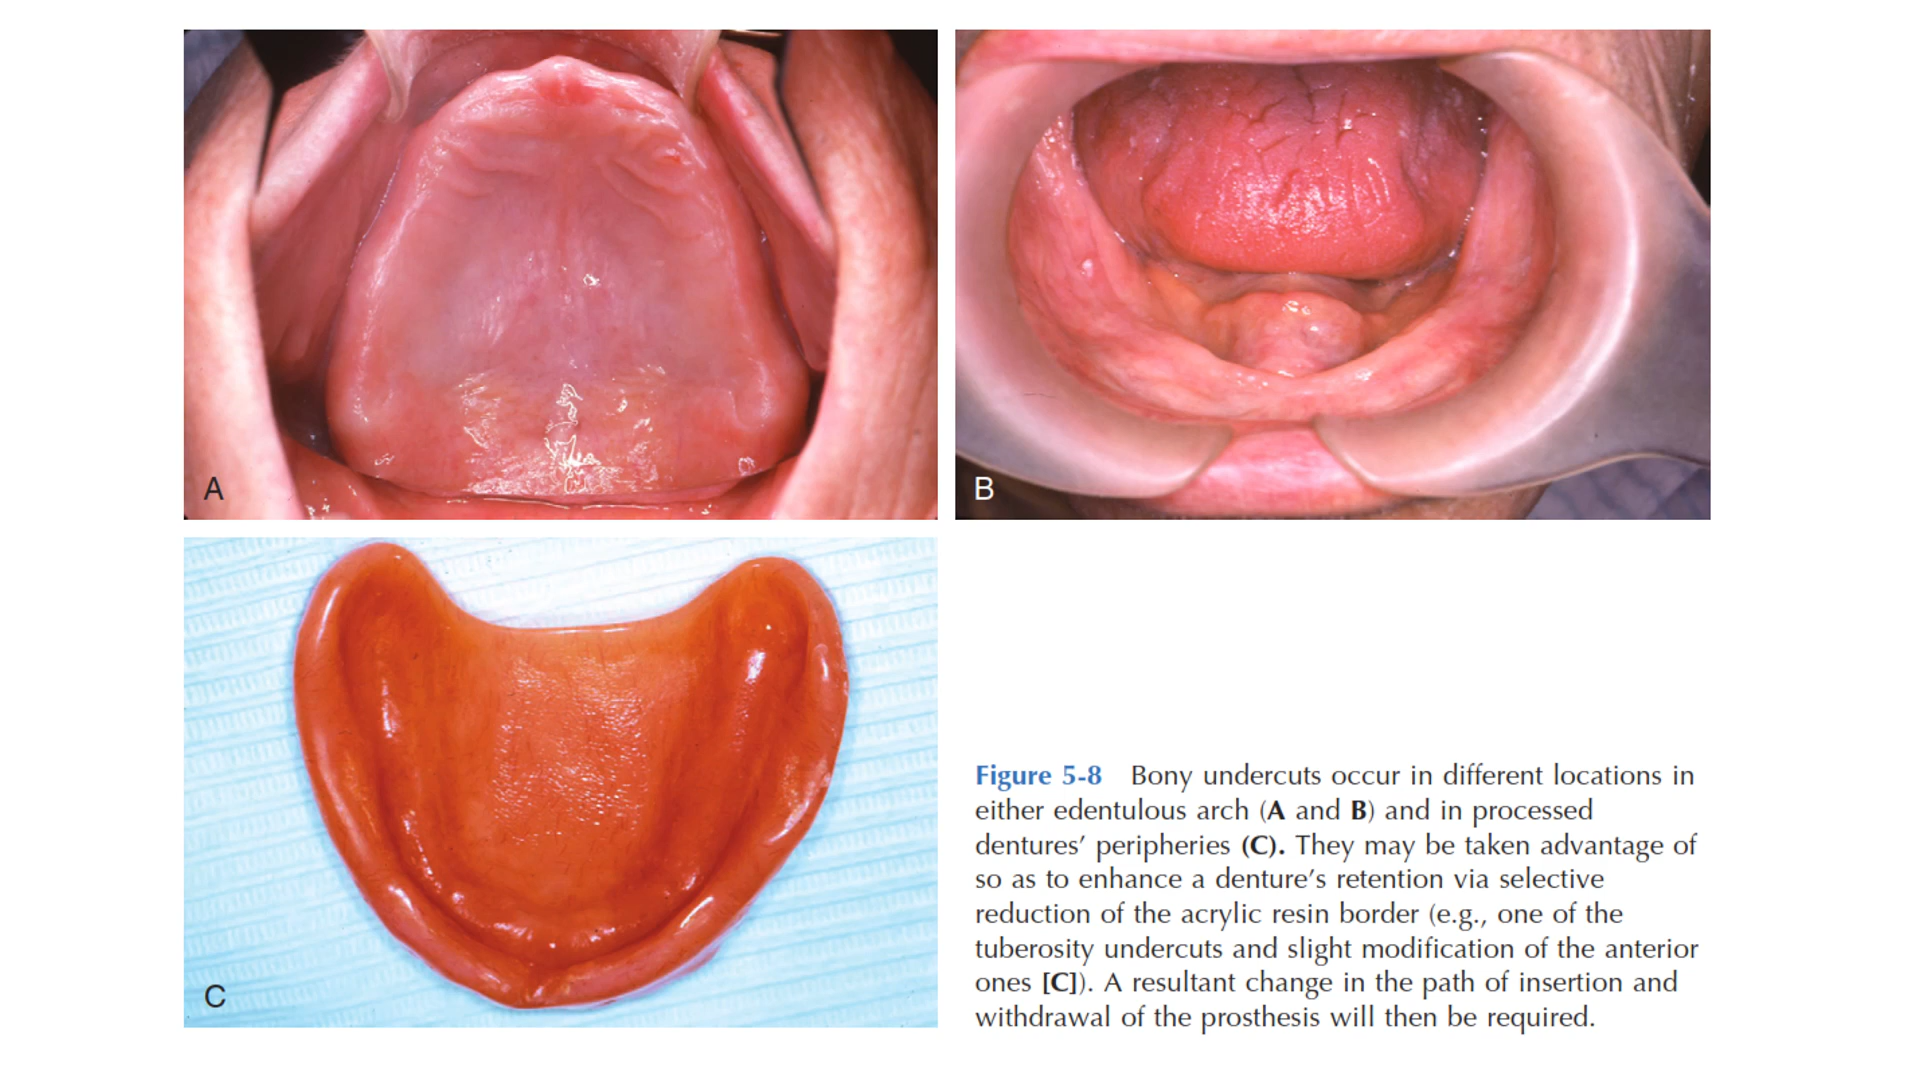 A
B
C
Figure 5-8 Bony undercuts occur in different locations in
either edentulous arch (A and B) and in processed
dentures’ peripheries (C). They may be taken advantage of
so as to enhance a denture’s retention via selective
reduction of the acrylic resin border (e.g., one of the
tuberosity undercuts and slight modification of the anterior
ones [C]). A resultant change in the path of insertion and
withdrawal of the prosthesis will then be required.